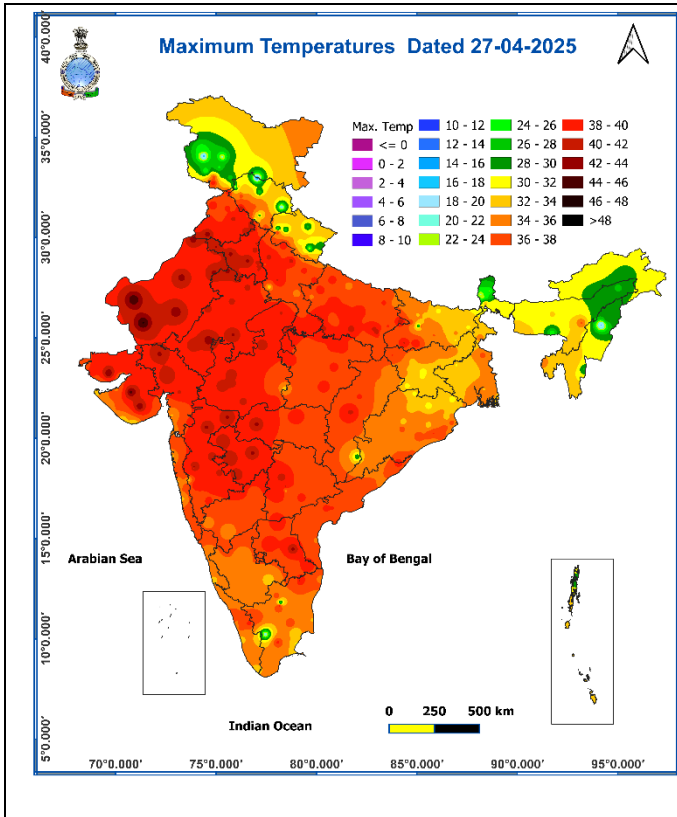 Maximum Temperatures Dated 27-04-2025
Max. Temp
<= 0
0 - 2
2 - 4
4 - 6
6 - 8
8 - 10
10 - 12
12 - 14
14 - 16
16 - 18
18 - 20
20 - 22
22 - 24
24 - 26
26 - 28
28 - 30
30 - 32
32 - 34
34 - 36
36 - 38
38 - 40
40 - 42
42 - 44
44 - 46
46 - 48
>48
40°0.000'
35°0.000'
30°0.000'
25°0.000'
20°0.000'
15°0.000'
10°0.000'
5°0.000'
Arabian Sea
Bay of Bengal
Indian Ocean
0 250 500 km
70°0.000' 75°0.000' 80°0.000' 85°0.000' 90°0.000' 95°0.000'